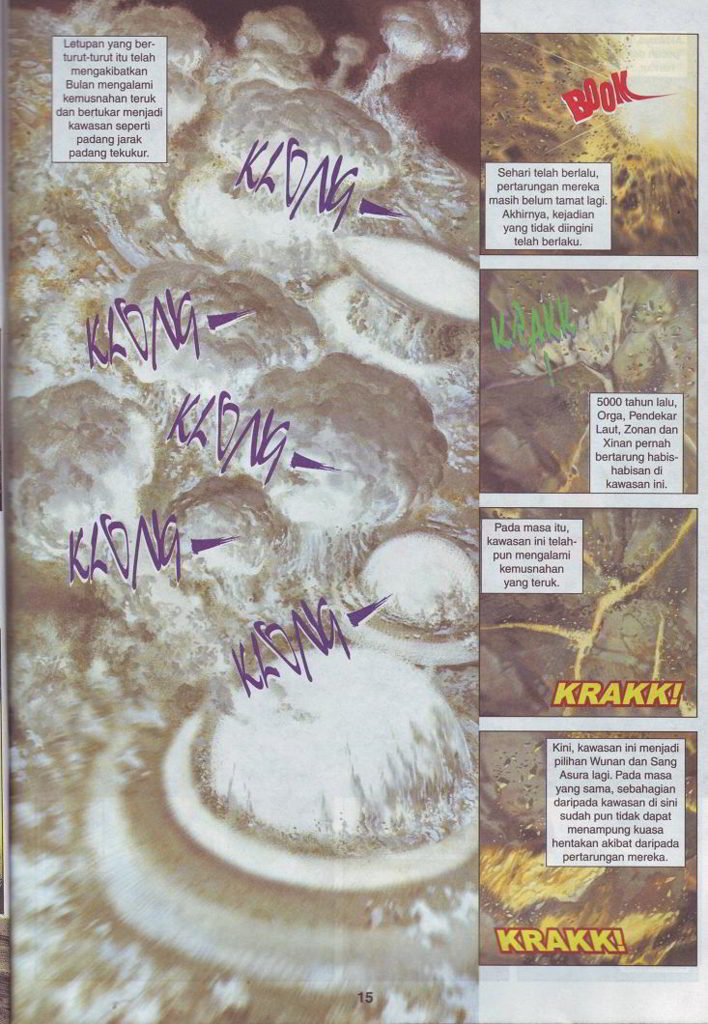 Letupan yang ber-
turut-turut itu telah
mengakibatkan
Bulan mengalami
kemusnahan teruk
dan bertukar menjadi
kawasan seperti
padang jarak
padang tekukur.
KLONG
KLONG
KLONG
KLONG
KLONG
BOOK
Sehari telah berlalu,
pertarungan mereka
masih belum tamat lagi.
Akhirnya, kejadian
yang tidak diingini
telah berlaku.
KRAKK
!
5000 tahun lalu,
Orga, Pendekar
Laut, Zonan dan
Xinan pernah
bertarung habis-
habisan di
kawasan ini.
Pada masa itu,
kawasan ini telah-
pun mengalami
kemusnahan
yang teruk.
KRAKK!
Kini, kawasan ini menjadi
pilihan Wunan dan Sang
Asura lagi. Pada masa
yang sama, sebahagian
daripada kawasan di sini
sudah pun tidak dapat
menampung kuasa
hentakan akibat daripada
pertarungan mereka.
KRAKK!
15